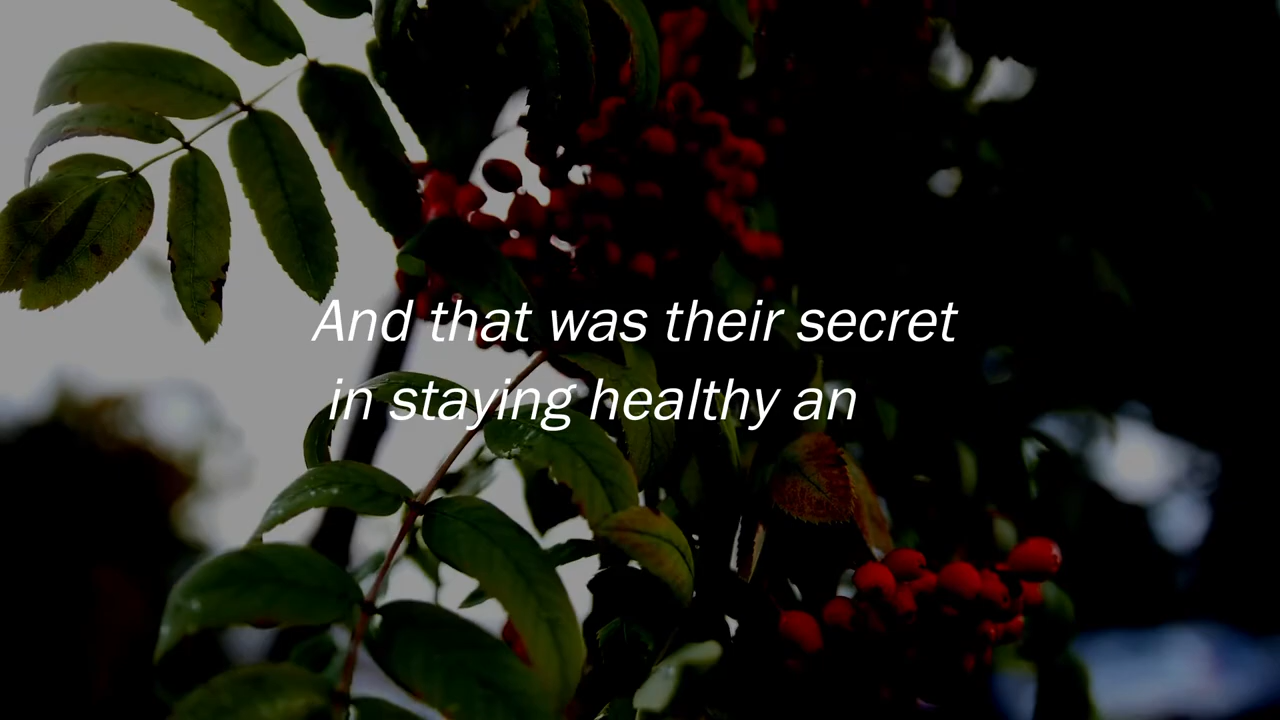 And that was their secret
in staying healthy an